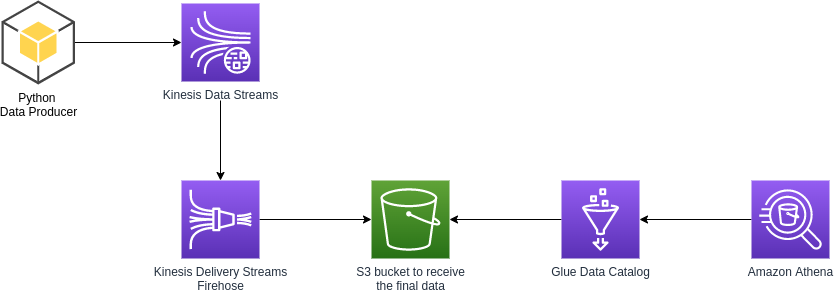 Python
Data Producer
Kinesis Data Streams
Kinesis Delivery Streams
Firehose
S3 bucket to receive
the final data
Glue Data Catalog
Amazon Athena